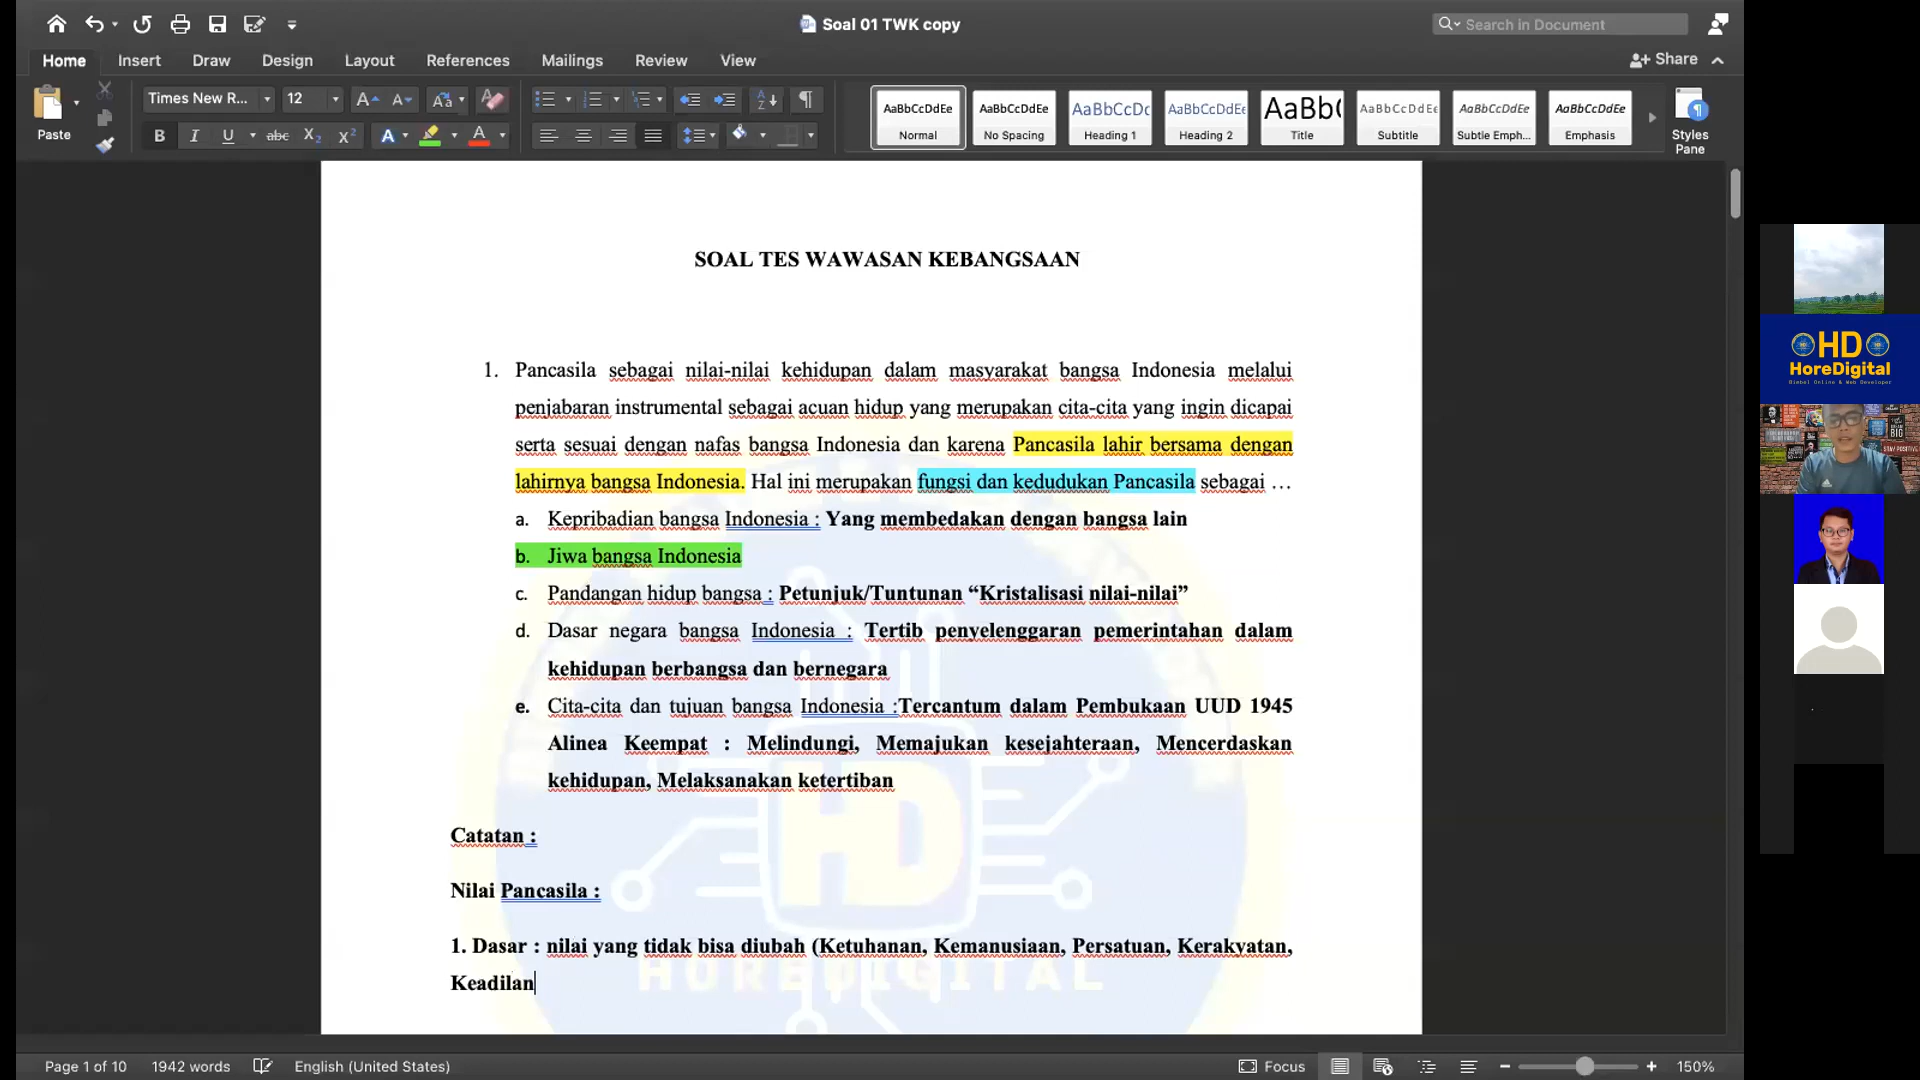 Soal 01 TWK copy
Search in Document
Home Insert Draw Design Layout References Mailings Review View
Share
Paste
Times New R... 12
AaBbCcDdEe AaBbCcDdEe AaBbCcDc AaBbCcDdE AaBb( AaBbCcDdEe AaBbCcDdEe AaBbCcDdEe
Normal No Spacing Heading 1 Heading 2 Title Subtitle Subtle Emph... Emphasis
Styles
Pane
SOAL TES WAWASAN KEBANGSAAN
1. Pancasila sebagai nilai-nilai kehidupan dalam masyarakat bangsa Indonesia melalui
penjabaran instrumental sebagai acuan hidup yang merupakan cita-cita yang ingin dicapai
serta sesuai dengan nafas bangsa Indonesia dan karena Pancasila lahir bersama dengan
lahirnya bangsa Indonesia. Hal ini merupakan fungsi dan kedudukan Pancasila sebagai …
a. Kepribadian bangsa Indonesia : Yang membedakan dengan bangsa lain
b. Jiwa bangsa Indonesia
c. Pandangan hidup bangsa : Petunjuk/Tuntunan “Kristalisasi nilai-nilai”
d. Dasar negara bangsa Indonesia : Tertib penyelenggaran pemerintahan dalam
kehidupan berbangsa dan bernegara
e. Cita-cita dan tujuan bangsa Indonesia :Tercantum dalam Pembukaan UUD 1945
Alinea Keempat : Melindungi, Memajukan kesejahteraan, Mencerdaskan
kehidupan, Melaksanakan ketertiban
Catatan :
Nilai Pancasila :
1. Dasar : nilai yang tidak bisa diubah (Ketuhanan, Kemanusiaan, Persatuan, Kerakyatan,
Keadilan
HD
HOREDIGITAL
Page 1 of 10 1942 words English (United States)
Focus 150%
HD
HoreDigital
Bimbel Online & Web Developer